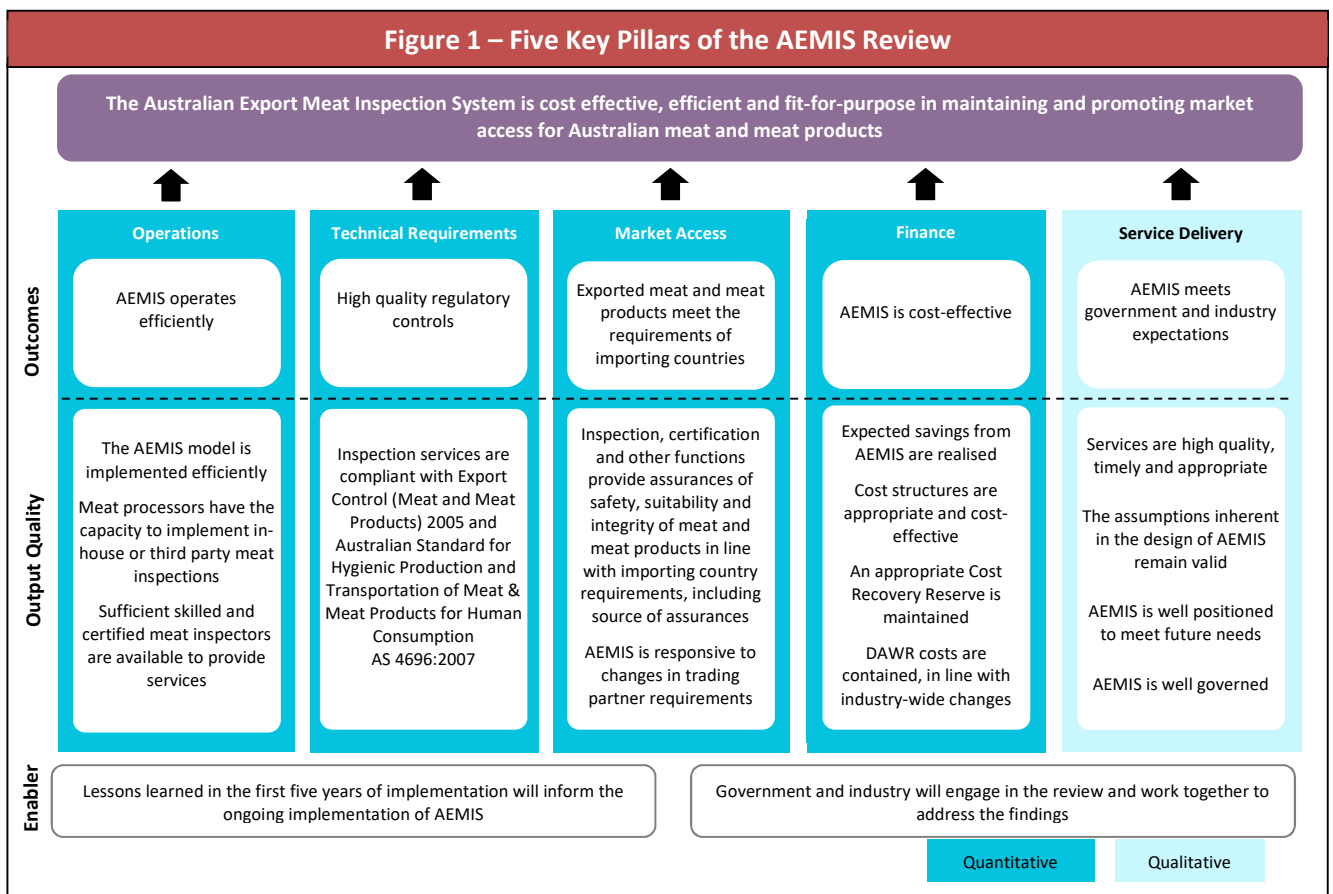 Figure 1 – Five Key Pillars of the AEMIS Review
The Australian Export Meat Inspection System is cost effective, efficient and fit-for-purpose in maintaining and promoting market
access for Australian meat and meat products
Operations
Technical Requirements
Market Access
Finance
Service Delivery
Outcomes
AEMIS operates
efficiently
High quality regulatory
controls
Exported meat and meat
products meet the
requirements of
importing countries
AEMIS is cost-effective
AEMIS meets
government and industry
expectations
Output Quality
The AEMIS model is
implemented efficiently
Meat processors have the
capacity to implement in-
house or third party meat
inspections
Sufficient skilled and
certified meat inspectors
are available to provide
services
Inspection services are
compliant with Export
Control (Meat and Meat
Products) 2005 and
Australian Standard for
Hygienic Production and
Transportation of Meat &
Meat Products for Human
Consumption
AS 4696:2007
Inspection, certification
and other functions
provide assurances of
safety, suitability and
integrity of meat and
meat products in line
with importing country
requirements, including
source of assurances
AEMIS is responsive to
changes in trading
partner requirements
Expected savings from
AEMIS are realised
Cost structures are
appropriate and cost-
effective
An appropriate Cost
Recovery Reserve is
maintained
DAWR costs are
contained, in line with
industry-wide changes
Services are high quality,
timely and appropriate
The assumptions inherent
in the design of AEMIS
remain valid
AEMIS is well positioned
to meet future needs
AEMIS is well governed
Enabler
Lessons learned in the first five years of implementation will inform the
ongoing implementation of AEMIS
Government and industry will engage in the review and work together to
address the findings
Quantitative
Qualitative